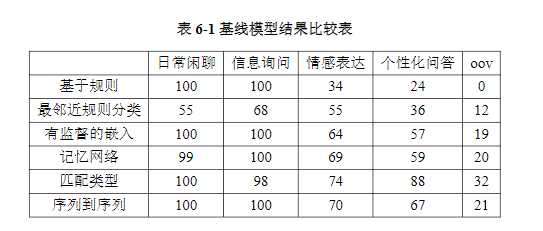 表 6-1 基线模型结果比较表
日常闲聊 信息询问 情感表达 个性化问答 oov
基于规则 100 100 34 24 0
最邻近规则分类 55 68 55 36 12
有监督的嵌入 100 100 64 57 19
记忆网络 99 100 69 59 20
匹配类型 100 98 74 88 32
序列到序列 100 100 70 67 21